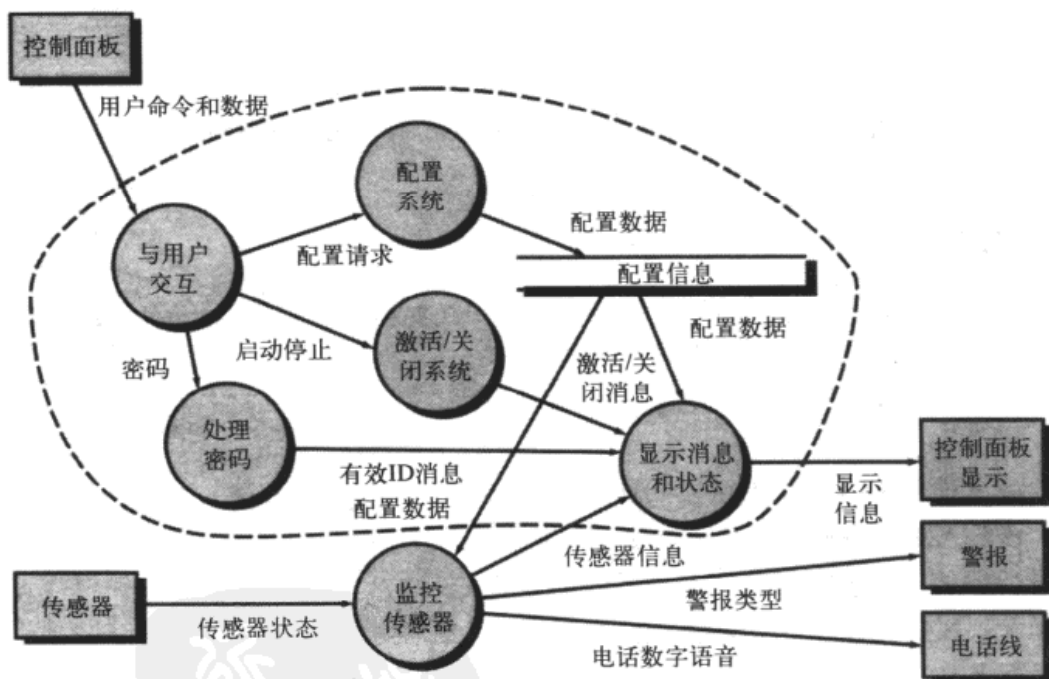 控制面板
用户命令和数据
配置
系统
配置数据
与用户
交互
配置请求
配置信息
配置数据
启动停止
激活/关
闭系统
激活/关
闭消息
密码
处理
密码
有效ID消息
显示消息
和状态
控制面板
显示
显示
信息
配置数据
传感器信息
警报
传感器
传感器状态
监控
传感器
警报类型
电话数字语音
电话线